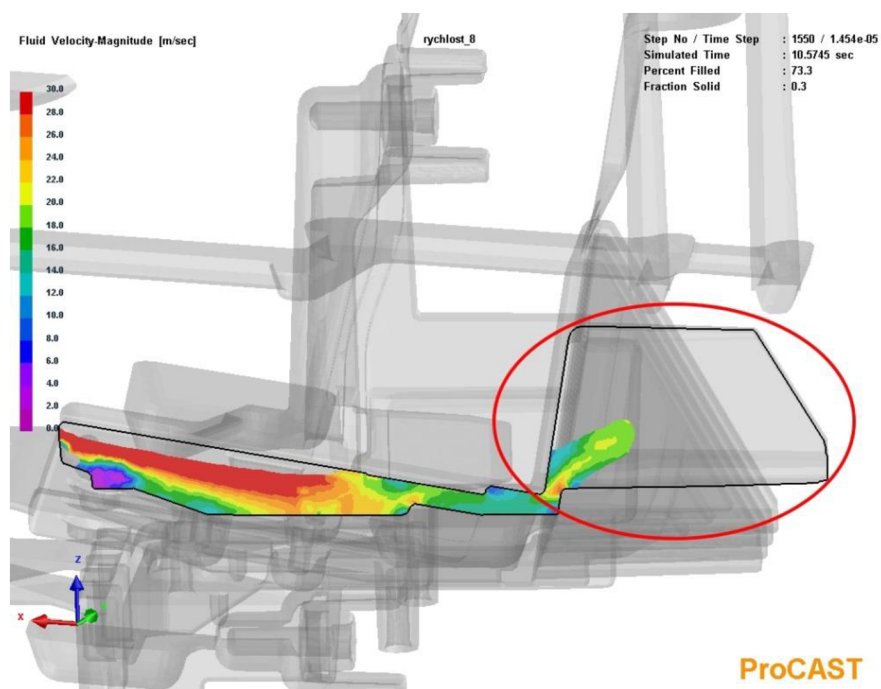 Fluid Velocity-Magnitude [m/sec]
rychlost_8
Step No / Time Step : 1550 / 1.454e-05
Simulated Time : 10.5745 sec
Percent Filled : 73.3
Fraction Solid : 0.3
30.0
28.0
26.0
24.0
22.0
20.0
18.0
16.0
14.0
12.0
10.0
8.0
6.0
4.0
2.0
0.0
Z
X
ProCAST